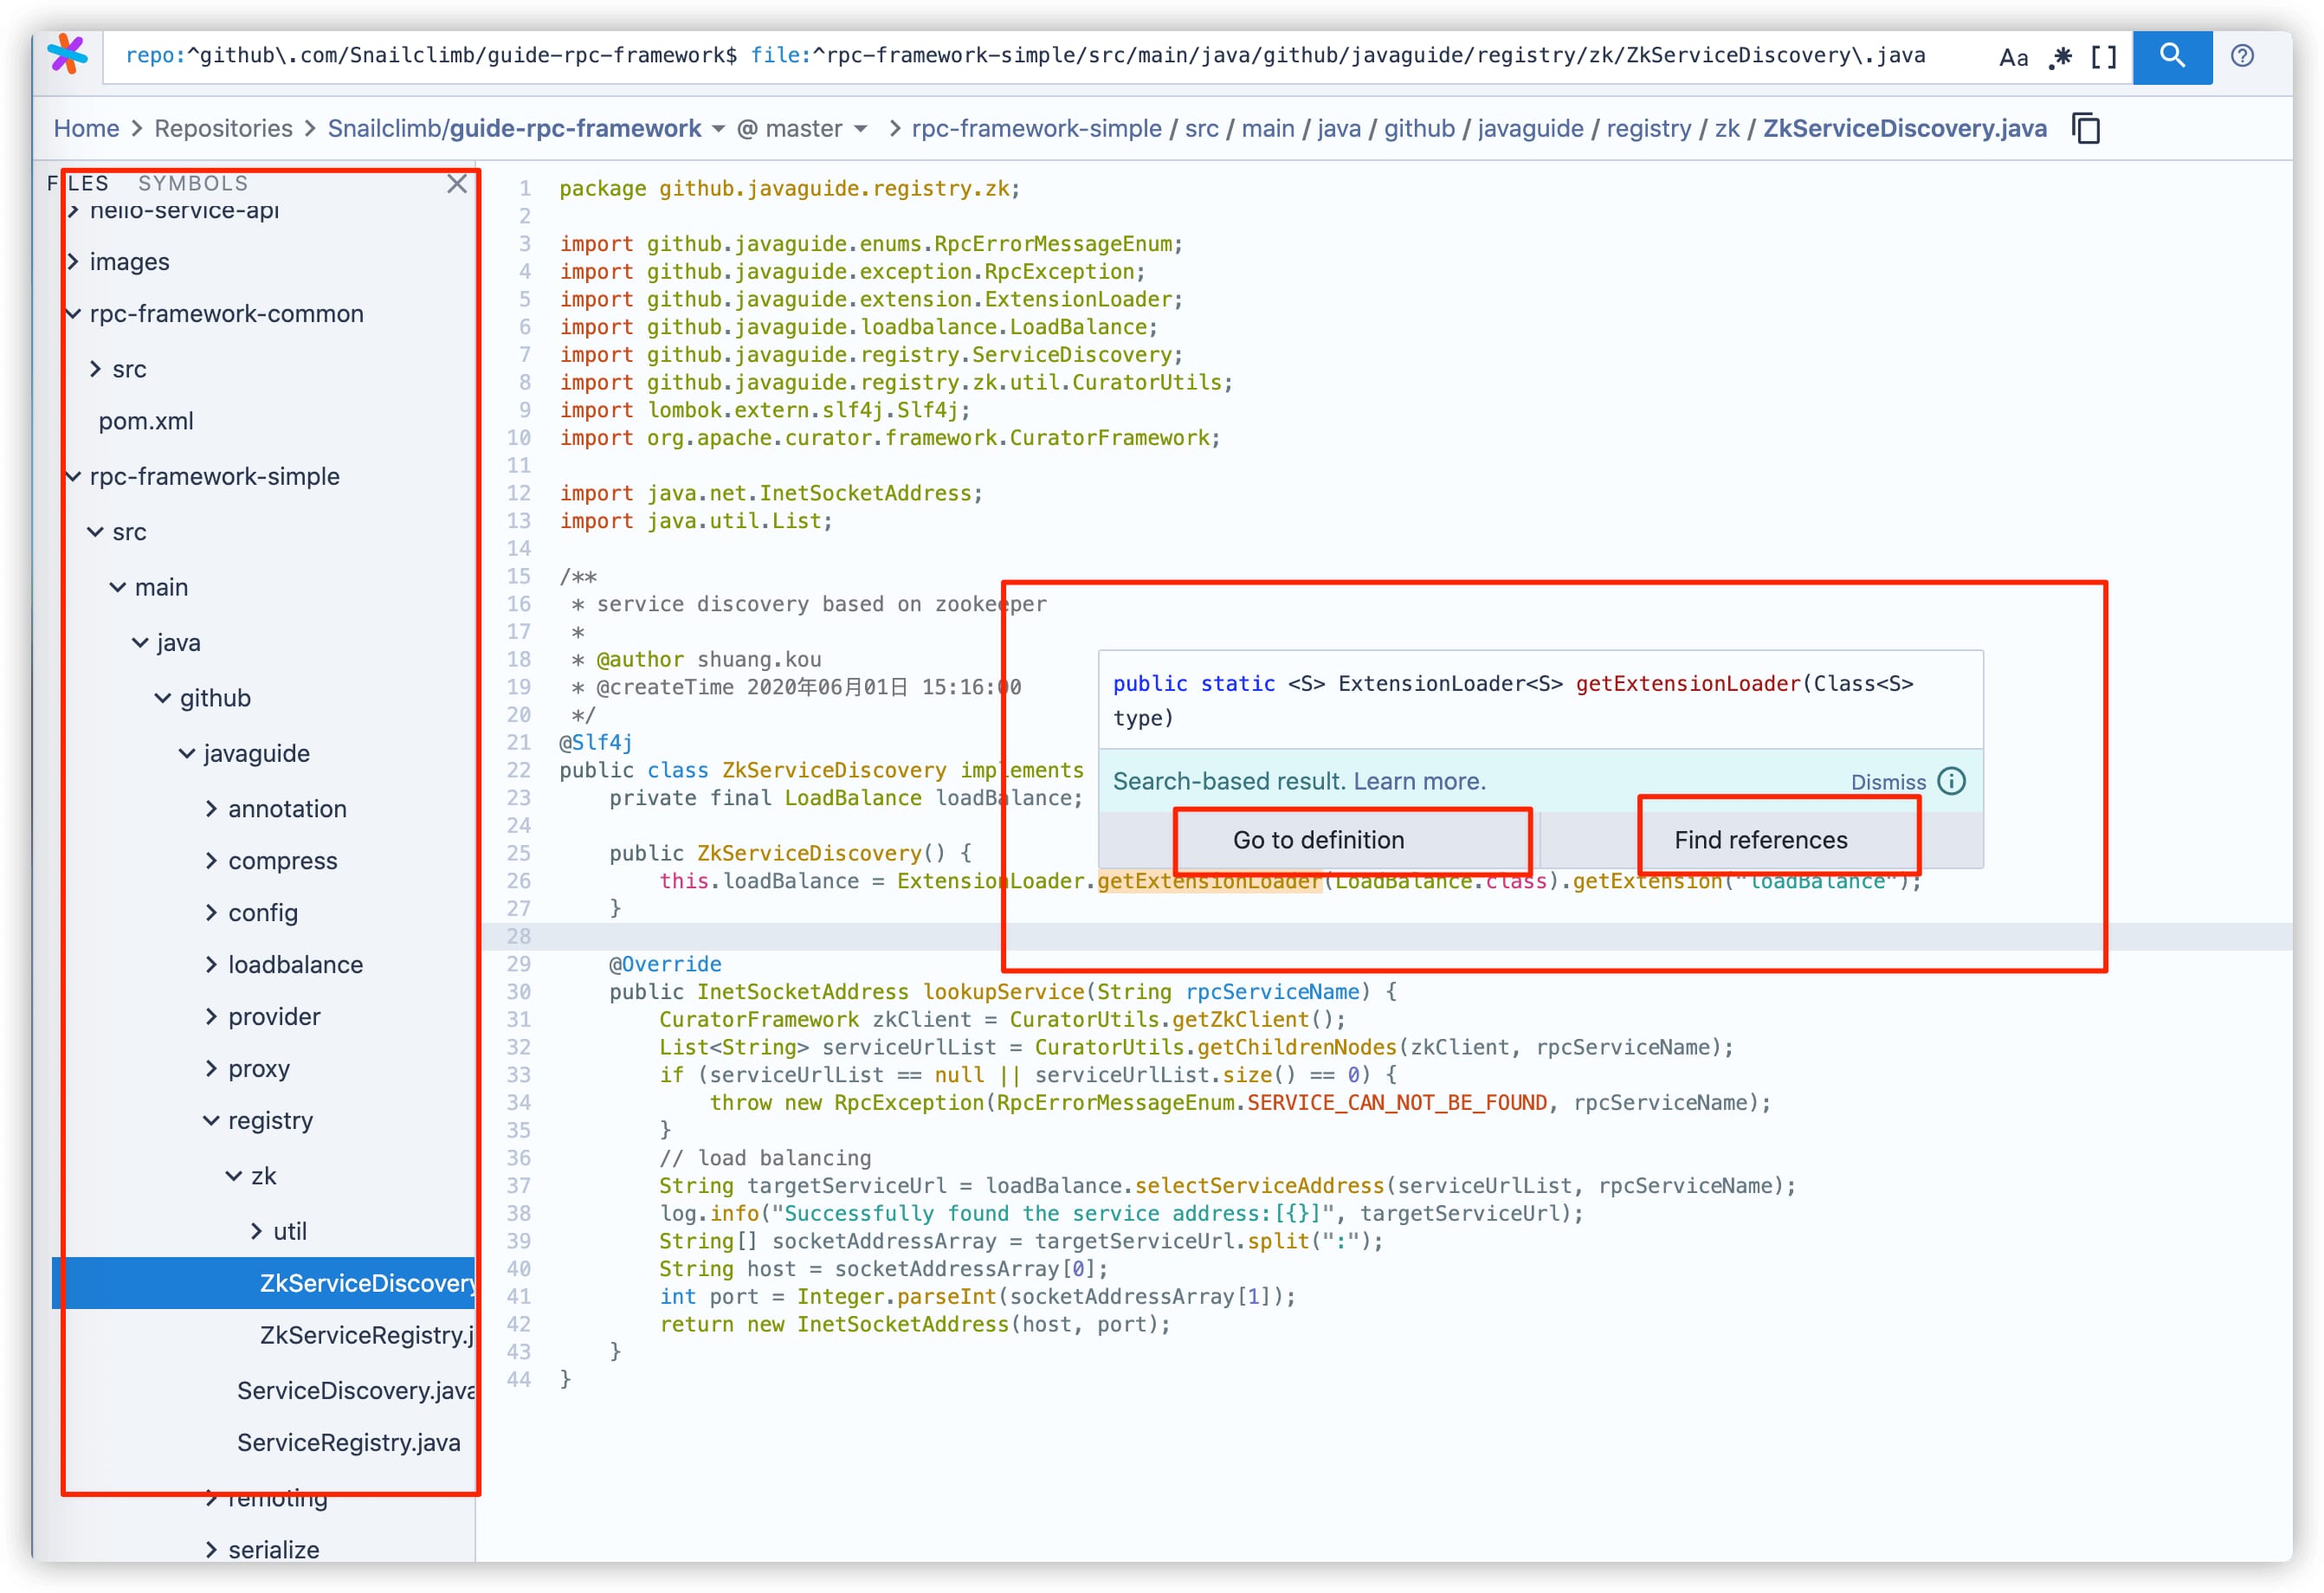 repo:^github\.com/Snailclimb/guide-rpc-framework$ file:^rpc-framework-simple/src/main/java/github/javaguide/registry/zk/ZkServiceDiscovery\.java Aa .* []
Home > Repositories > Snailclimb/guide-rpc-framework @ master > rpc-framework-simple / src / main / java / github / javaguide / registry / zk / ZkServiceDiscovery.java
FILES SYMBOLS
hello-service-api
images
rpc-framework-common
src
pom.xml
rpc-framework-simple
src
main
java
github
javaguide
annotation
compress
config
loadbalance
provider
proxy
registry
zk
util
ZkServiceDiscovery
ZkServiceRegistry.j
ServiceDiscovery.java
ServiceRegistry.java
remoting
serialize
1 package github.javaguide.registry.zk;
2
3 import github.javaguide.enums.RpcErrorMessageEnum;
4 import github.javaguide.exception.RpcException;
5 import github.javaguide.extension.ExtensionLoader;
6 import github.javaguide.loadbalance.LoadBalance;
7 import github.javaguide.registry.ServiceDiscovery;
8 import github.javaguide.registry.zk.util.CuratorUtils;
9 import lombok.extern.slf4j.Slf4j;
10 import org.apache.curator.framework.CuratorFramework;
11
12 import java.net.InetSocketAddress;
13 import java.util.List;
14
15 /**
16 * service discovery based on zookeeper
17 *
18 * @author shuang.kou
19 * @createTime 2020年06月01日 15:16:00
20 */
21 @Slf4j
22 public class ZkServiceDiscovery implements
23 private final LoadBalance loadBalance;
24
25 public ZkServiceDiscovery() {
26 this.loadBalance = ExtensionLoader.getExtensionLoader(LoadBalance.class).getExtension("loadBalance");
27 }
28
29 @Override
30 public InetSocketAddress lookupService(String rpcServiceName) {
31 CuratorFramework zkClient = CuratorUtils.getZkClient();
32 List<String> serviceUrlList = CuratorUtils.getChildrenNodes(zkClient, rpcServiceName);
33 if (serviceUrlList == null || serviceUrlList.size() == 0) {
34 throw new RpcException(RpcErrorMessageEnum.SERVICE_CAN_NOT_BE_FOUND, rpcServiceName);
35 }
36 // load balancing
37 String targetServiceUrl = loadBalance.selectServiceAddress(serviceUrlList, rpcServiceName);
38 log.info("Successfully found the service address:[{}]", targetServiceUrl);
39 String[] socketAddressArray = targetServiceUrl.split(":");
40 String host = socketAddressArray[0];
41 int port = Integer.parseInt(socketAddressArray[1]);
42 return new InetSocketAddress(host, port);
43 }
44 }
public static <S> ExtensionLoader<S> getExtensionLoader(Class<S>
type)
Search-based result. Learn more. Dismiss
Go to definition Find references